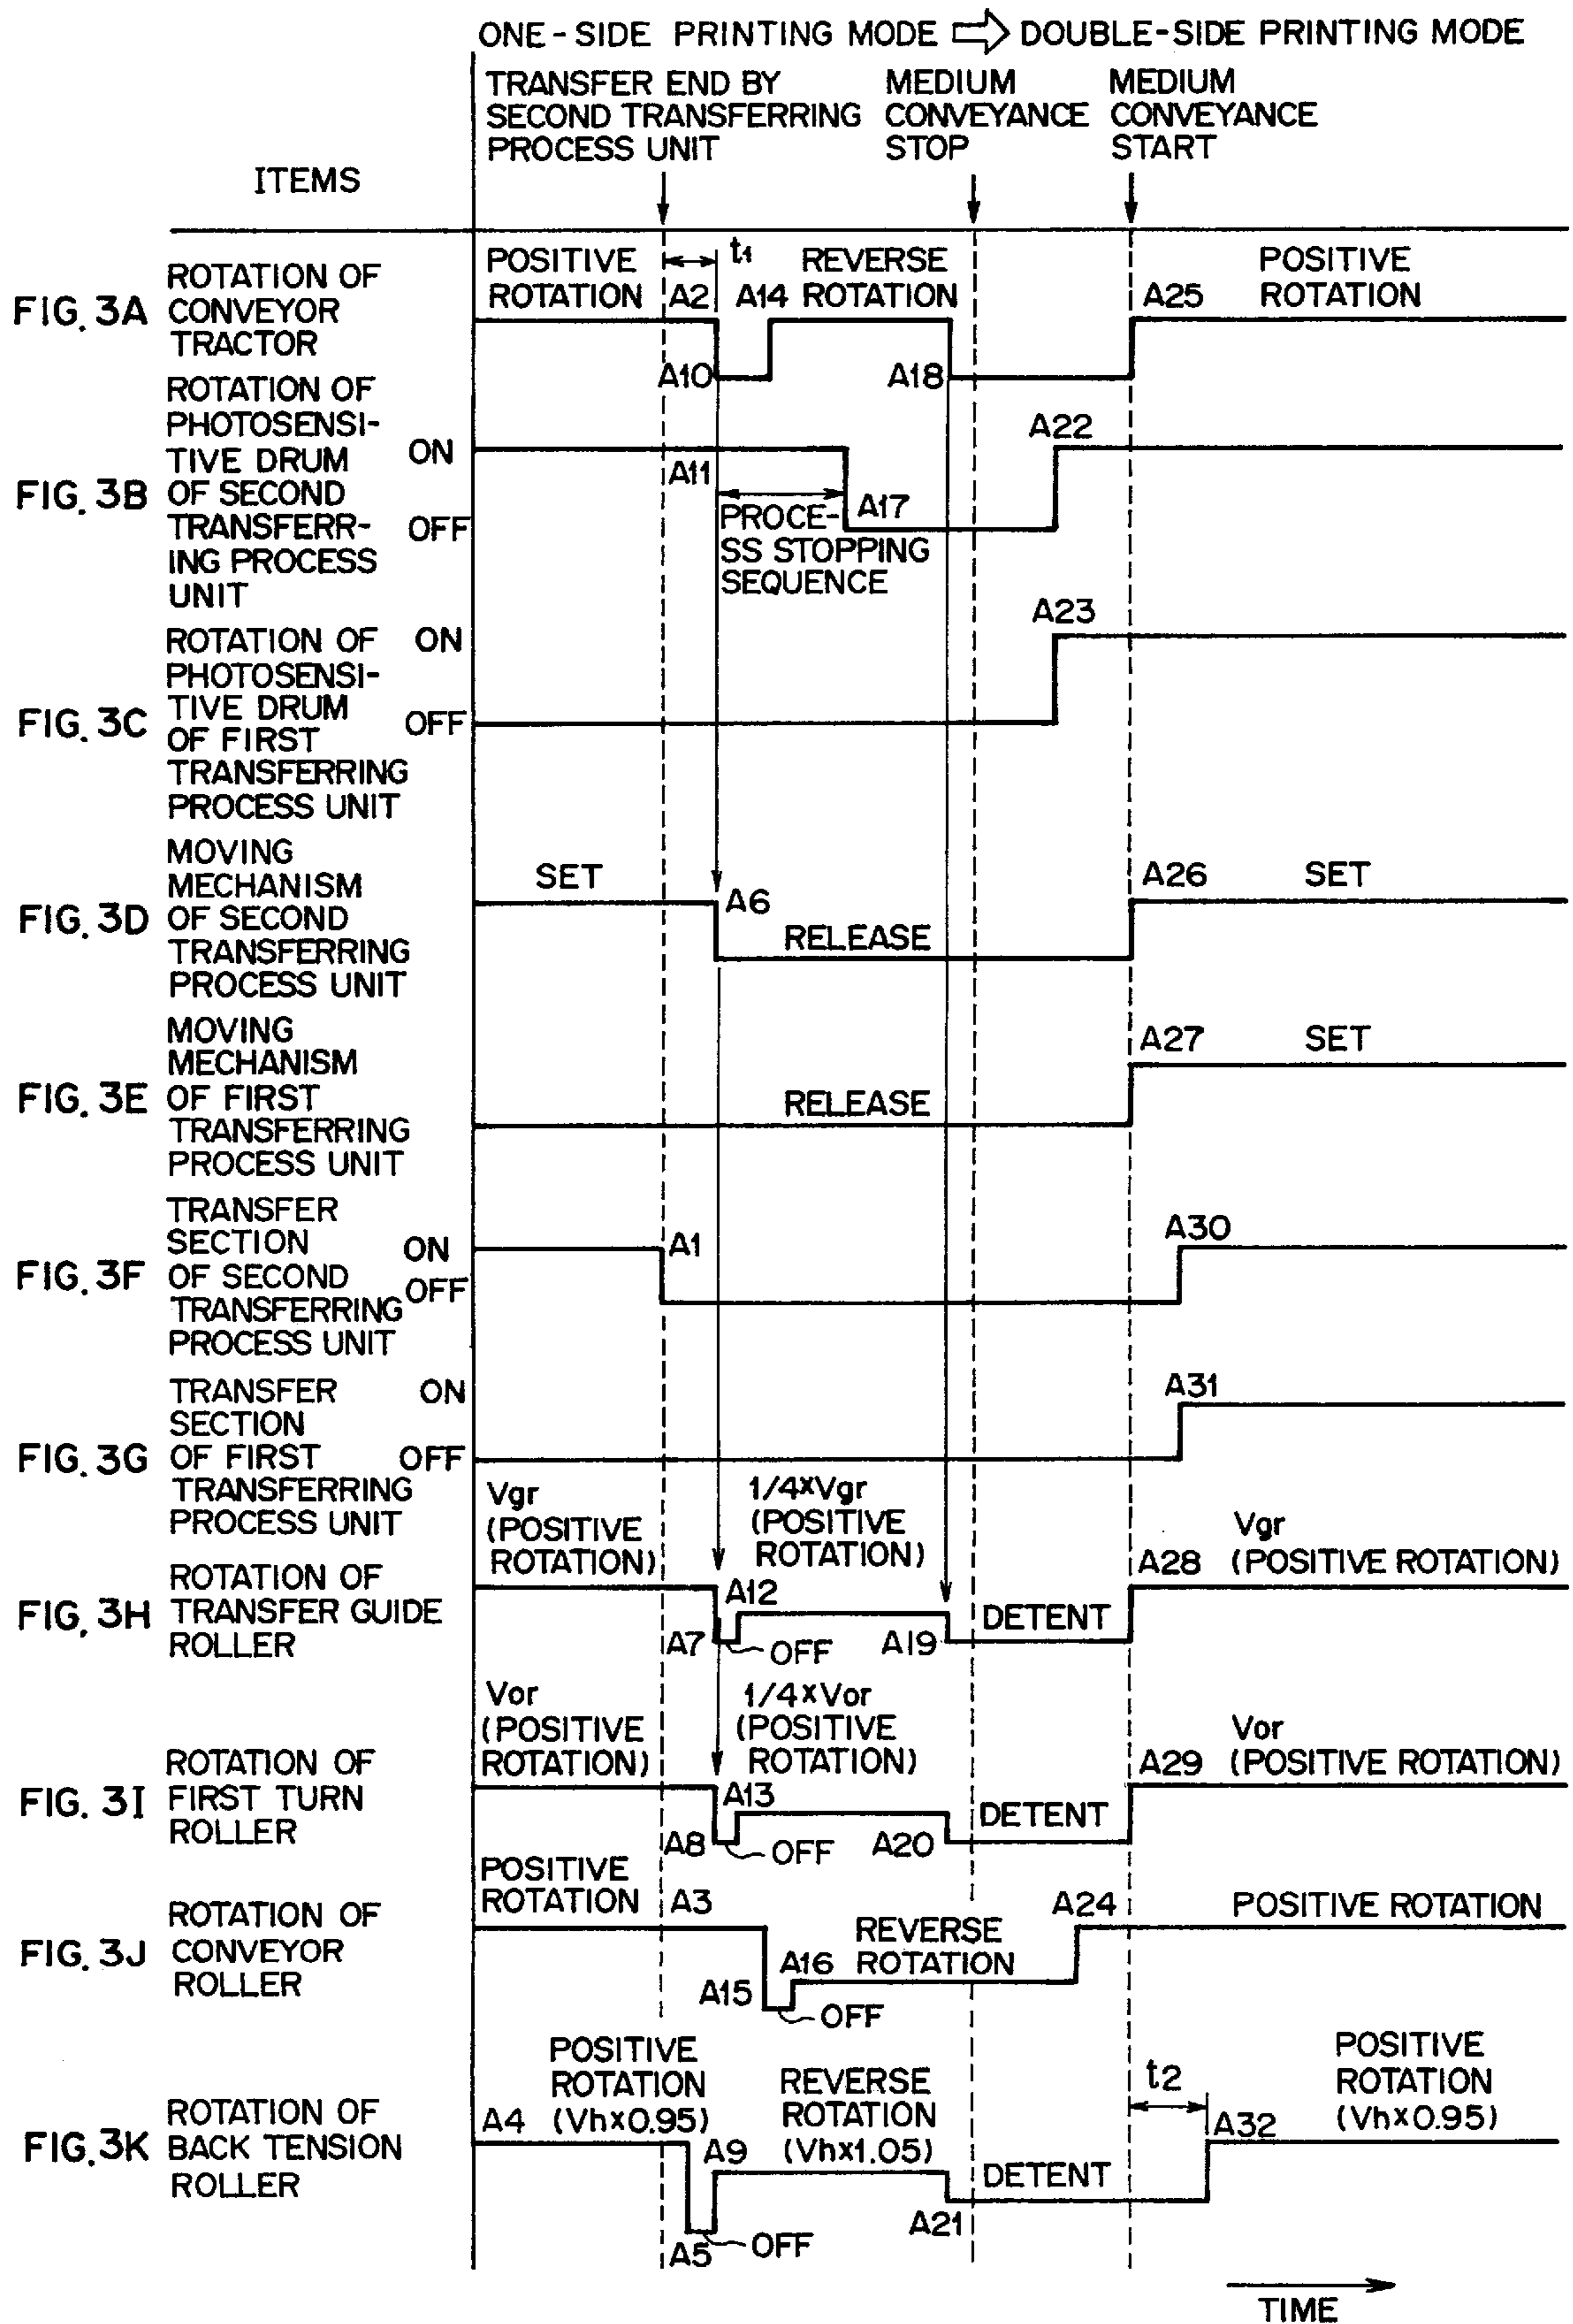 ONE-SIDE PRINTING MODE ⇨ DOUBLE-SIDE PRINTING MODE
TRANSFER END BY
SECOND TRANSFERRING
PROCESS UNIT
MEDIUM
CONVEYANCE
STOP
MEDIUM
CONVEYANCE
START
ITEMS
FIG. 3A
ROTATION OF
CONVEYOR
TRACTOR
POSITIVE
ROTATION
A2
t1
A14
REVERSE
ROTATION
A10
A18
A25
POSITIVE
ROTATION
FIG. 3B
ROTATION OF
PHOTOSENSI-
TIVE DRUM
OF SECOND
TRANSFERR-
ING PROCESS
UNIT
ON
OFF
A11
A17
PROCE-
SS STOPPING
SEQUENCE
A22
FIG. 3C
ROTATION OF
PHOTOSENSI-
TIVE DRUM
OF FIRST
TRANSFERRING
PROCESS UNIT
ON
OFF
A23
FIG. 3D
MOVING
MECHANISM
OF SECOND
TRANSFERRING
PROCESS UNIT
SET
A6
RELEASE
A26
SET
FIG. 3E
MOVING
MECHANISM
OF FIRST
TRANSFERRING
PROCESS UNIT
RELEASE
A27
SET
FIG. 3F
TRANSFER
SECTION
OF SECOND
TRANSFERRING
PROCESS UNIT
ON
OFF
A1
A30
FIG. 3G
TRANSFER
SECTION
OF FIRST
TRANSFERRING
PROCESS UNIT
ON
OFF
A31
FIG. 3H
ROTATION OF
TRANSFER GUIDE
ROLLER
Vgr
(POSITIVE
ROTATION)
1/4×Vgr
(POSITIVE
ROTATION)
A12
A7
OFF
A19
DETENT
A28
Vgr
(POSITIVE ROTATION)
FIG. 3I
ROTATION OF
FIRST TURN
ROLLER
Vor
(POSITIVE
ROTATION)
1/4×Vor
(POSITIVE
ROTATION)
A13
A8
OFF
A20
DETENT
A29
Vor
(POSITIVE ROTATION)
FIG. 3J
ROTATION OF
CONVEYOR
ROLLER
POSITIVE
ROTATION
A3
A15
A16
OFF
REVERSE
ROTATION
A24
POSITIVE ROTATION
FIG. 3K
ROTATION OF
BACK TENSION
ROLLER
A4
POSITIVE
ROTATION
(Vh×0.95)
A5
OFF
A9
REVERSE
ROTATION
(Vh×1.05)
A21
DETENT
t2
A32
POSITIVE
ROTATION
(Vh×0.95)
TIME